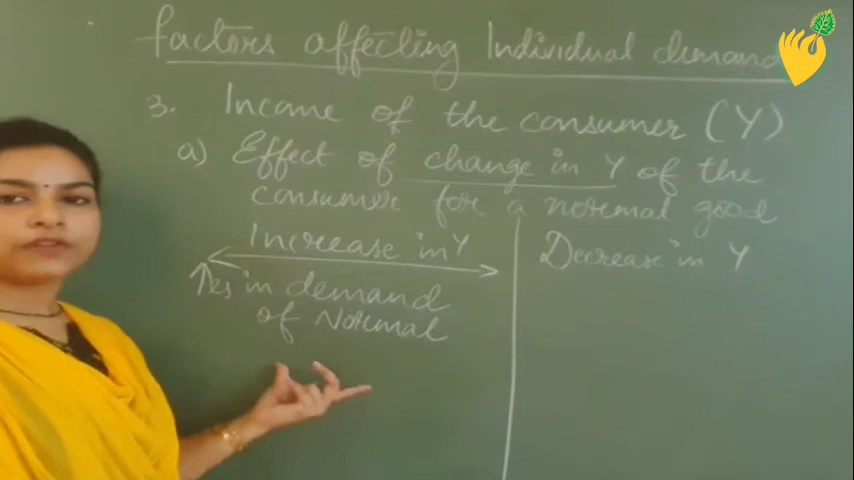 factors affecting Individual demand
3. Income of the consumer (Y)
a) Effect of change in Y of the
consumer for a normal good
Increase in Y
↑es in demand
of Normal
Decrease in Y